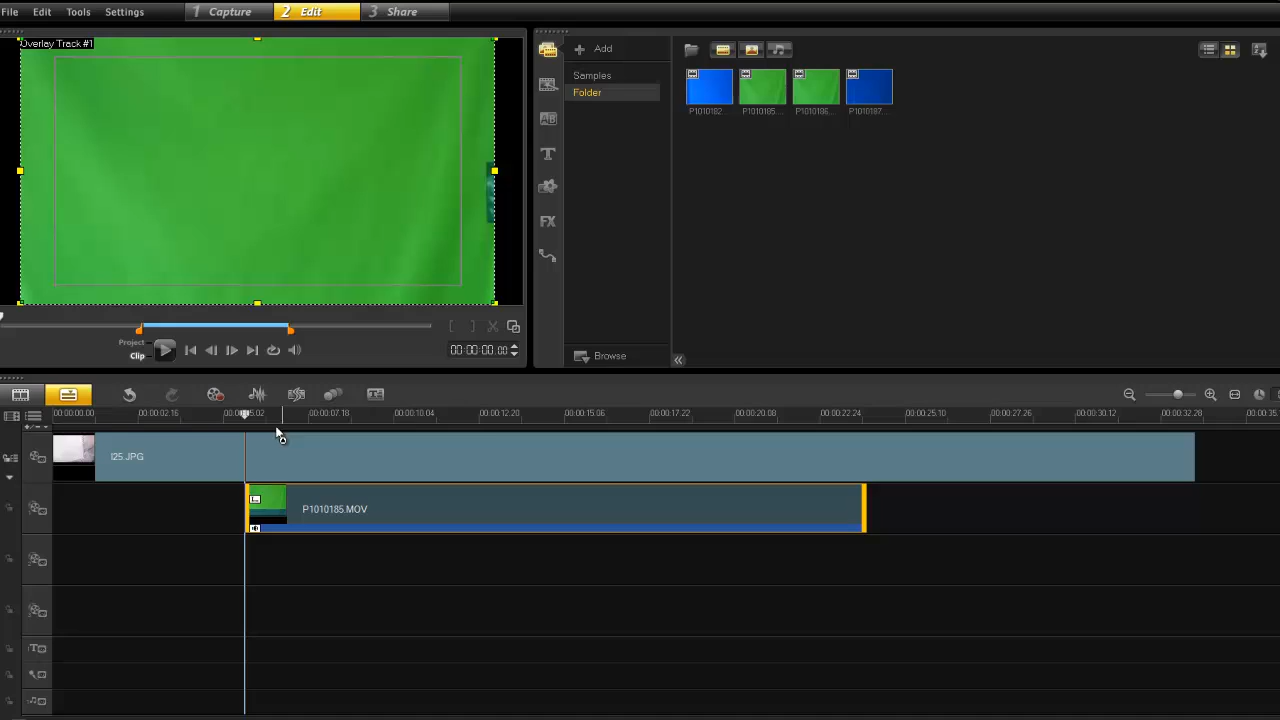 File Edit Tools Settings 1 Capture 2 Edit 3 Share
Overlay Track #1
Add
Samples
Folder
P1010182... P1010185... P1010186... P1010187...
Browse
Project
Clip
00:00:00.00
00:00:00.00 00:00:02.16 00:00:05.02 00:00:07.18 00:00:10.04 00:00:12.20 00:00:15.06 00:00:17.22 00:00:20.08 00:00:22.24 00:00:25.10 00:00:27.26 00:00:30.12 00:00:32.28 00:00:35.
I25.JPG
P1010185.MOV